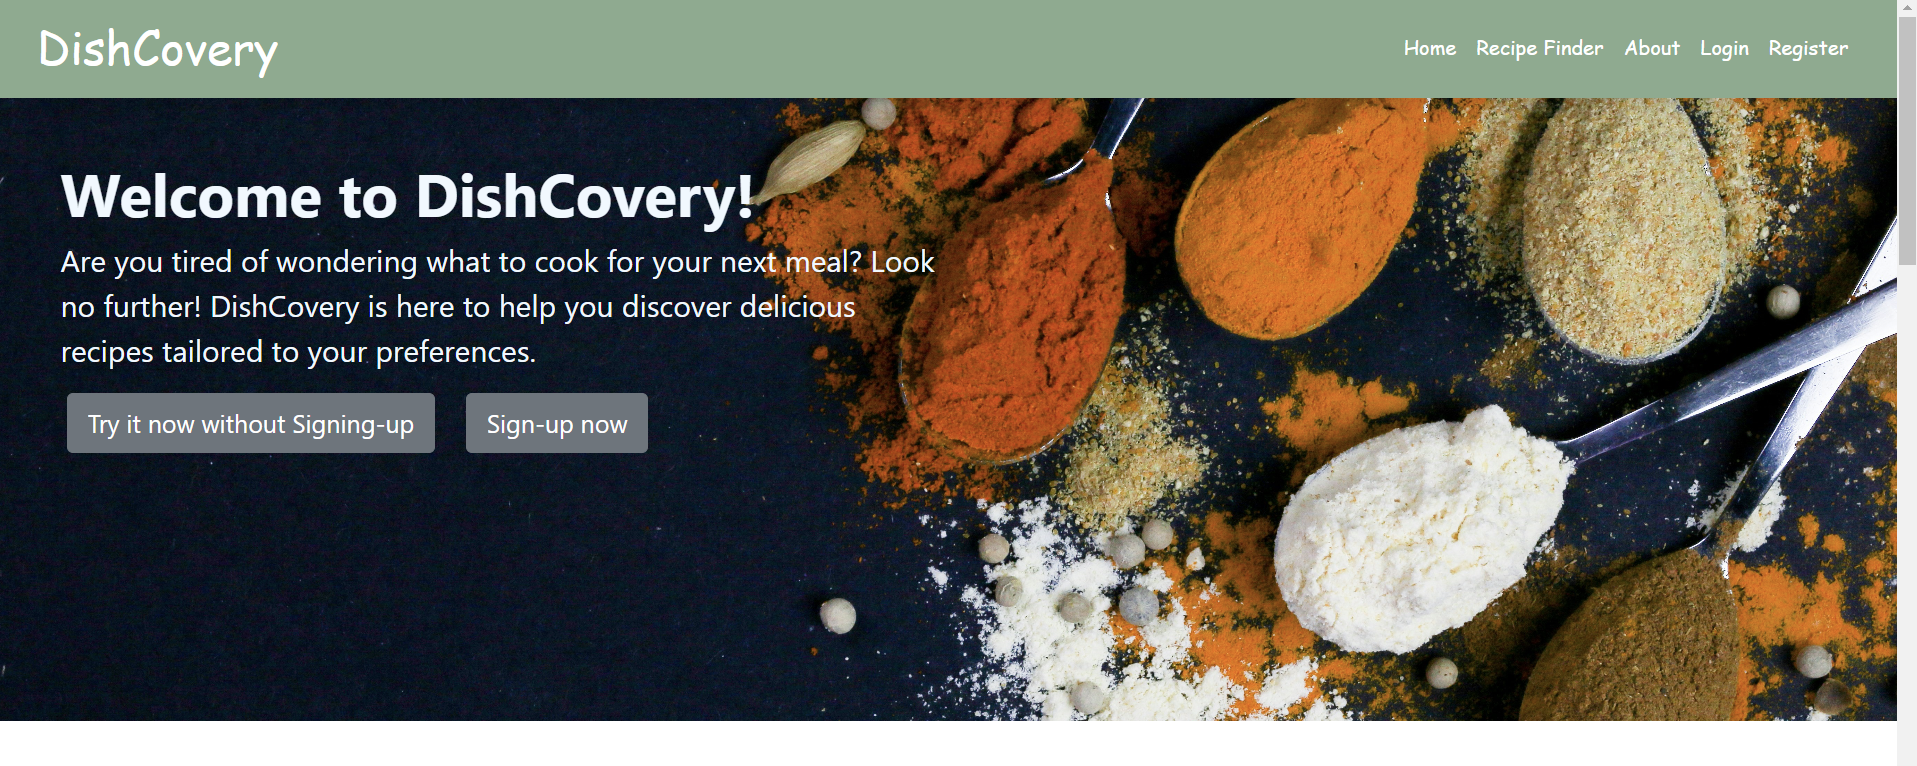 DishCovery
Home Recipe Finder About Login Register
Welcome to DishCovery!
Are you tired of wondering what to cook for your next meal? Look
no further! DishCovery is here to help you discover delicious
recipes tailored to your preferences.
Try it now without Signing-up Sign-up now